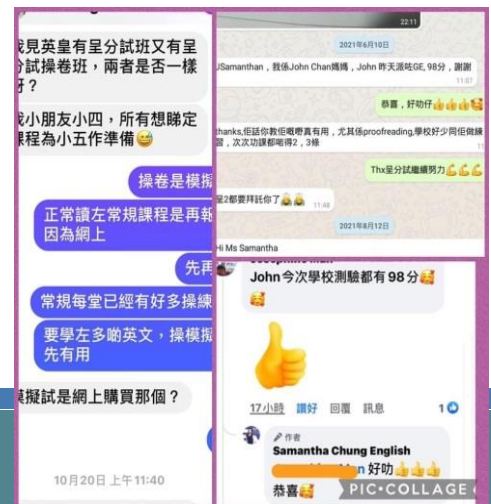 我見英皇有呈分試班又有呈
分試操卷班，兩者是否一樣
呀？
我小朋友小四，所有想睇定
課程為小五作準備😅
操卷是模擬
正常讀左常規課程是再報
因為網上
先再
常規每堂已經有好多操練
要學左多啲英文，操模擬
先有用
模擬試是網上購買那個？
10月20日 上午11:40
22:11
2021年6月10日
Samanthan，我係John Chan媽媽，John 昨天派咗GE, 98分，謝謝
11:07
恭喜，好叻仔👍👍👍🥰
thanks,佢話你教佢嘅嘢真有用，尤其係proofreading,學校好少同佢做練
習，次次功課都啱得2，3條
Thx呈分試繼續努力💪💪💪
呈2都要拜託你了🙇🙇 11:48
2021年8月12日
Hi Ms Samantha
John今次學校測驗都有98分🥰
🥰
17小時 讚好 回覆 訊息 1
作者
Samantha Chung English
好叻👍👍👍
恭喜🥰
PIC•COLLAGE